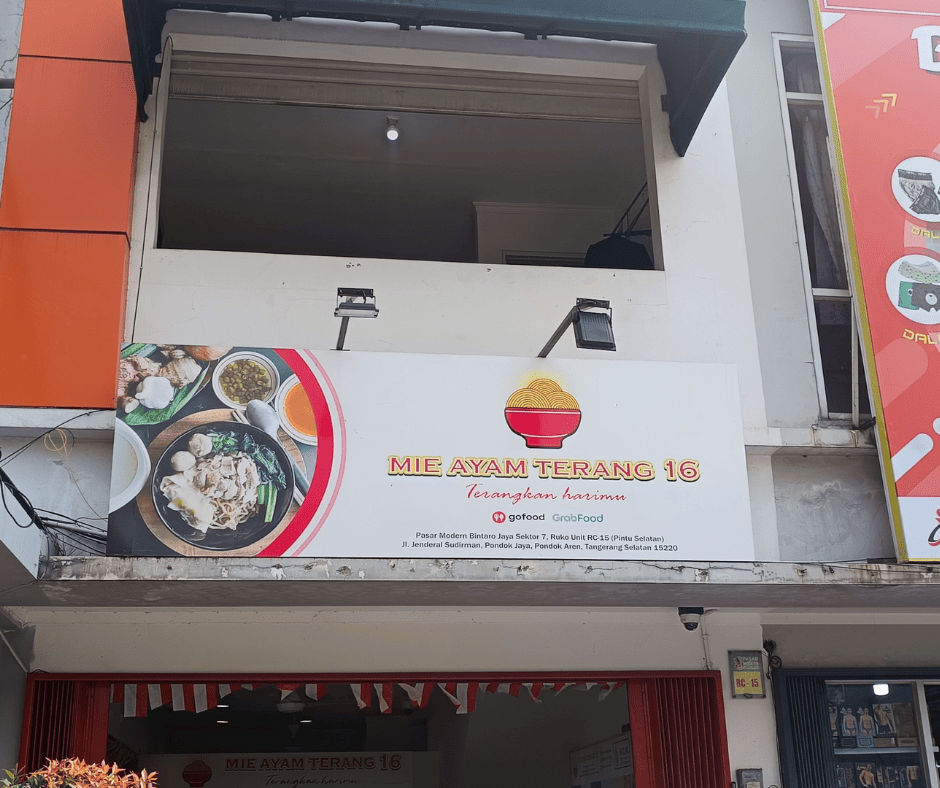 MIE AYAM TERANG 16
Terangkan harimu
gofood GrabFood
Pasar Modern Bintaro Jaya Sektor 7, Ruko Unit RC-15 (Pintu Selatan)
Jl. Jenderal Sudirman, Pondok Jaya, Pondok Aren, Tangerang Selatan 15220
RC-15
MIE AYAM TERANG 16
Terangkan harimu